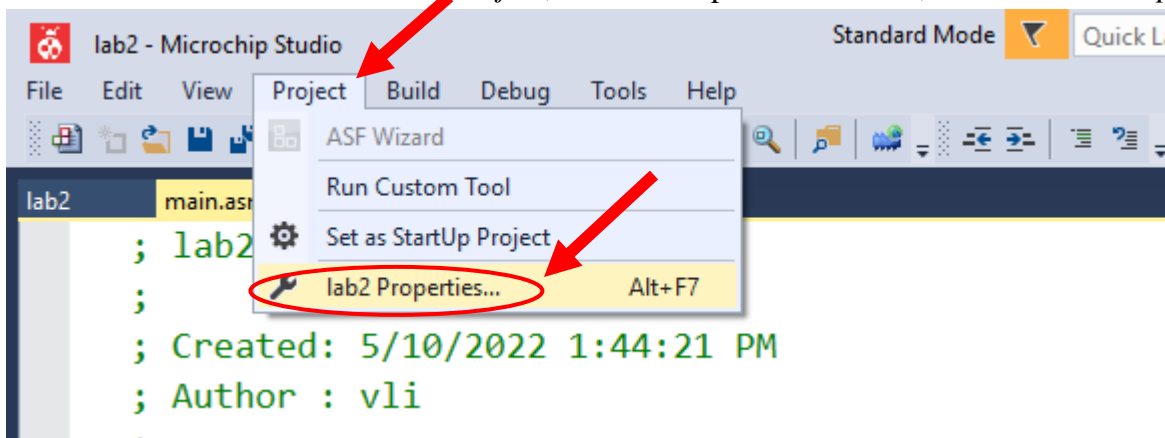 lab2 - Microchip Studio
Standard Mode
Quick
File Edit View Project Build Debug Tools Help
ASF Wizard
Run Custom Tool
Set as StartUp Project
lab2 Properties... Alt+F7
lab2 main.asm
; lab2
;
; Created: 5/10/2022 1:44:21 PM
; Author : vli